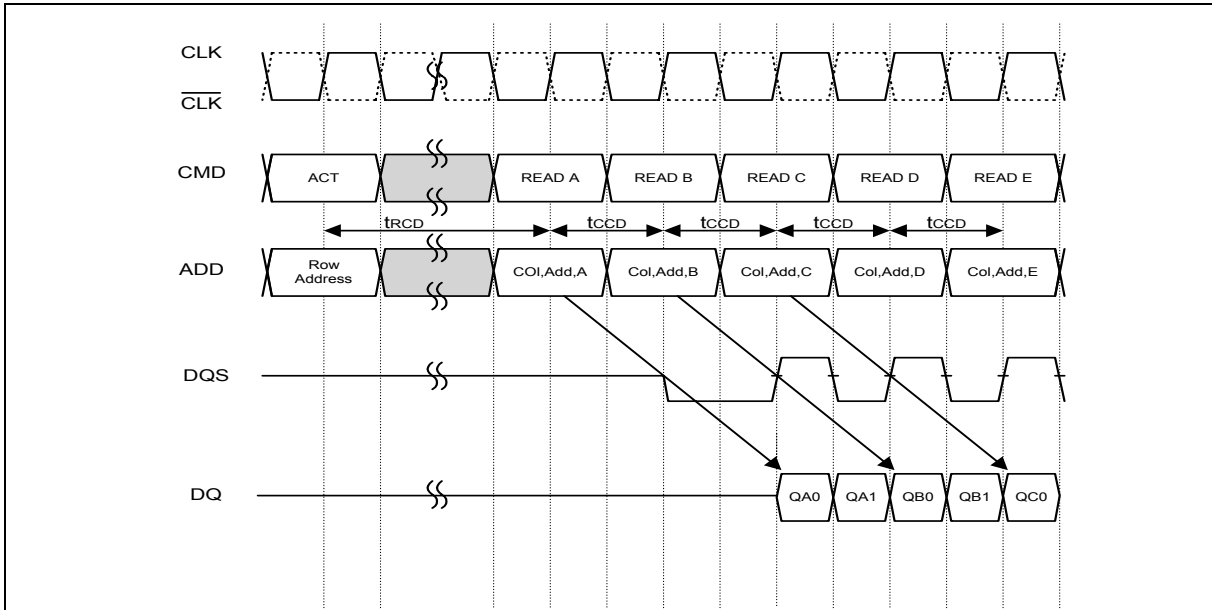 CLK
CLK
CMD
ACT
READ A
READ B
READ C
READ D
READ E
tRCD
tCCD
tCCD
tCCD
tCCD
ADD
Row
Address
COl,Add,A
Col,Add,B
Col,Add,C
Col,Add,D
Col,Add,E
DQS
DQ
QA0
QA1
QB0
QB1
QC0